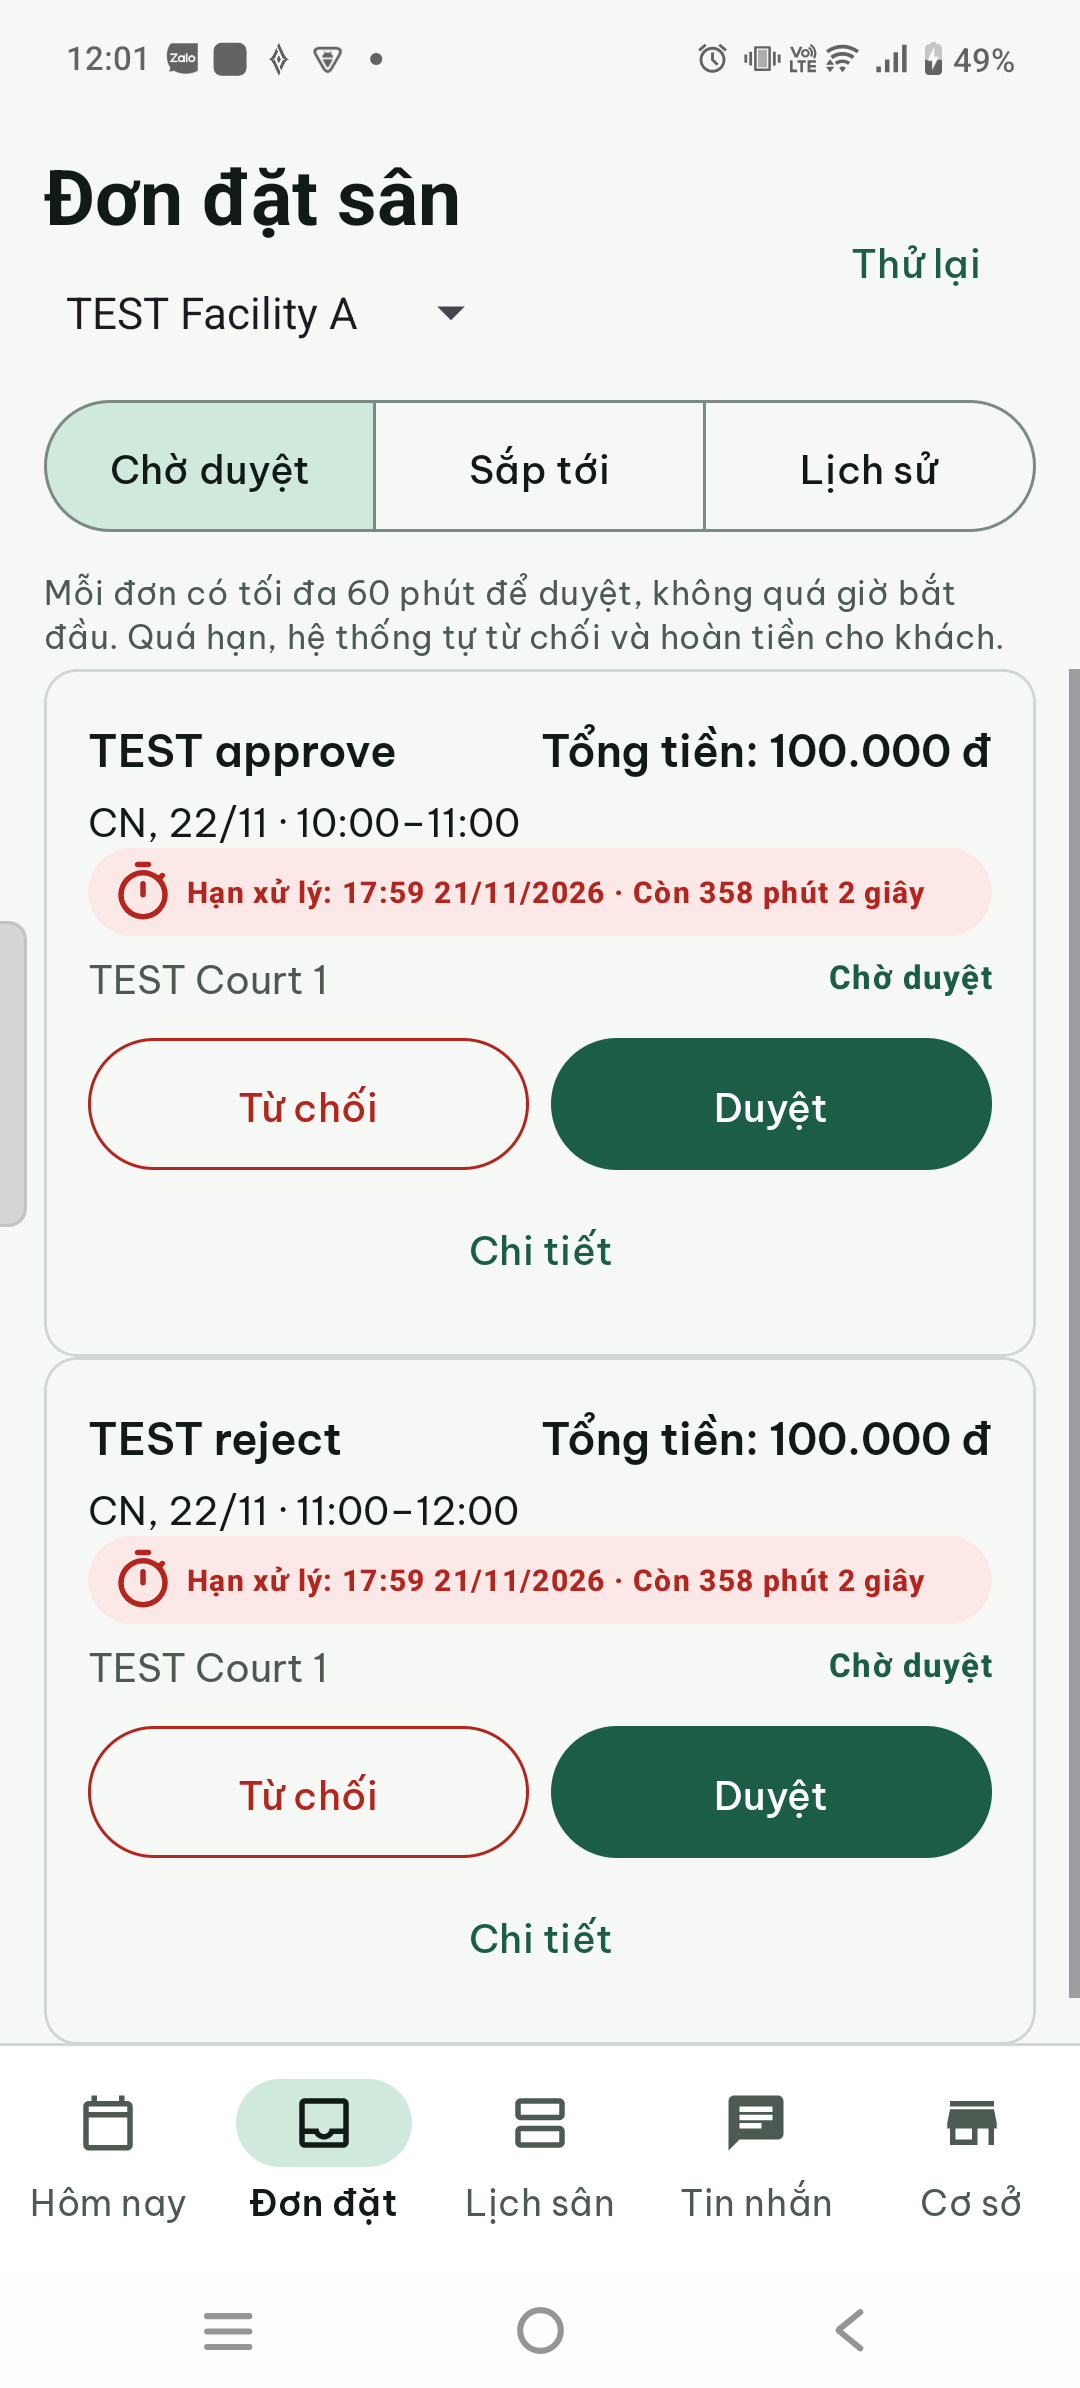 12:01 Zalo Vo)) LTE 49%
Đơn đặt sân
Thử lại
TEST Facility A
Chờ duyệt Sắp tới Lịch sử
Mỗi đơn có tối đa 60 phút để duyệt, không quá giờ bắt
đầu. Quá hạn, hệ thống tự từ chối và hoàn tiền cho khách.
TEST approve Tổng tiền: 100.000 đ
CN, 22/11 · 10:00–11:00
Hạn xử lý: 17:59 21/11/2026 · Còn 358 phút 2 giây
TEST Court 1 Chờ duyệt
Từ chối Duyệt
Chi tiết
TEST reject Tổng tiền: 100.000 đ
CN, 22/11 · 11:00–12:00
Hạn xử lý: 17:59 21/11/2026 · Còn 358 phút 2 giây
TEST Court 1 Chờ duyệt
Từ chối Duyệt
Chi tiết
Hôm nay Đơn đặt Lịch sân Tin nhắn Cơ sở